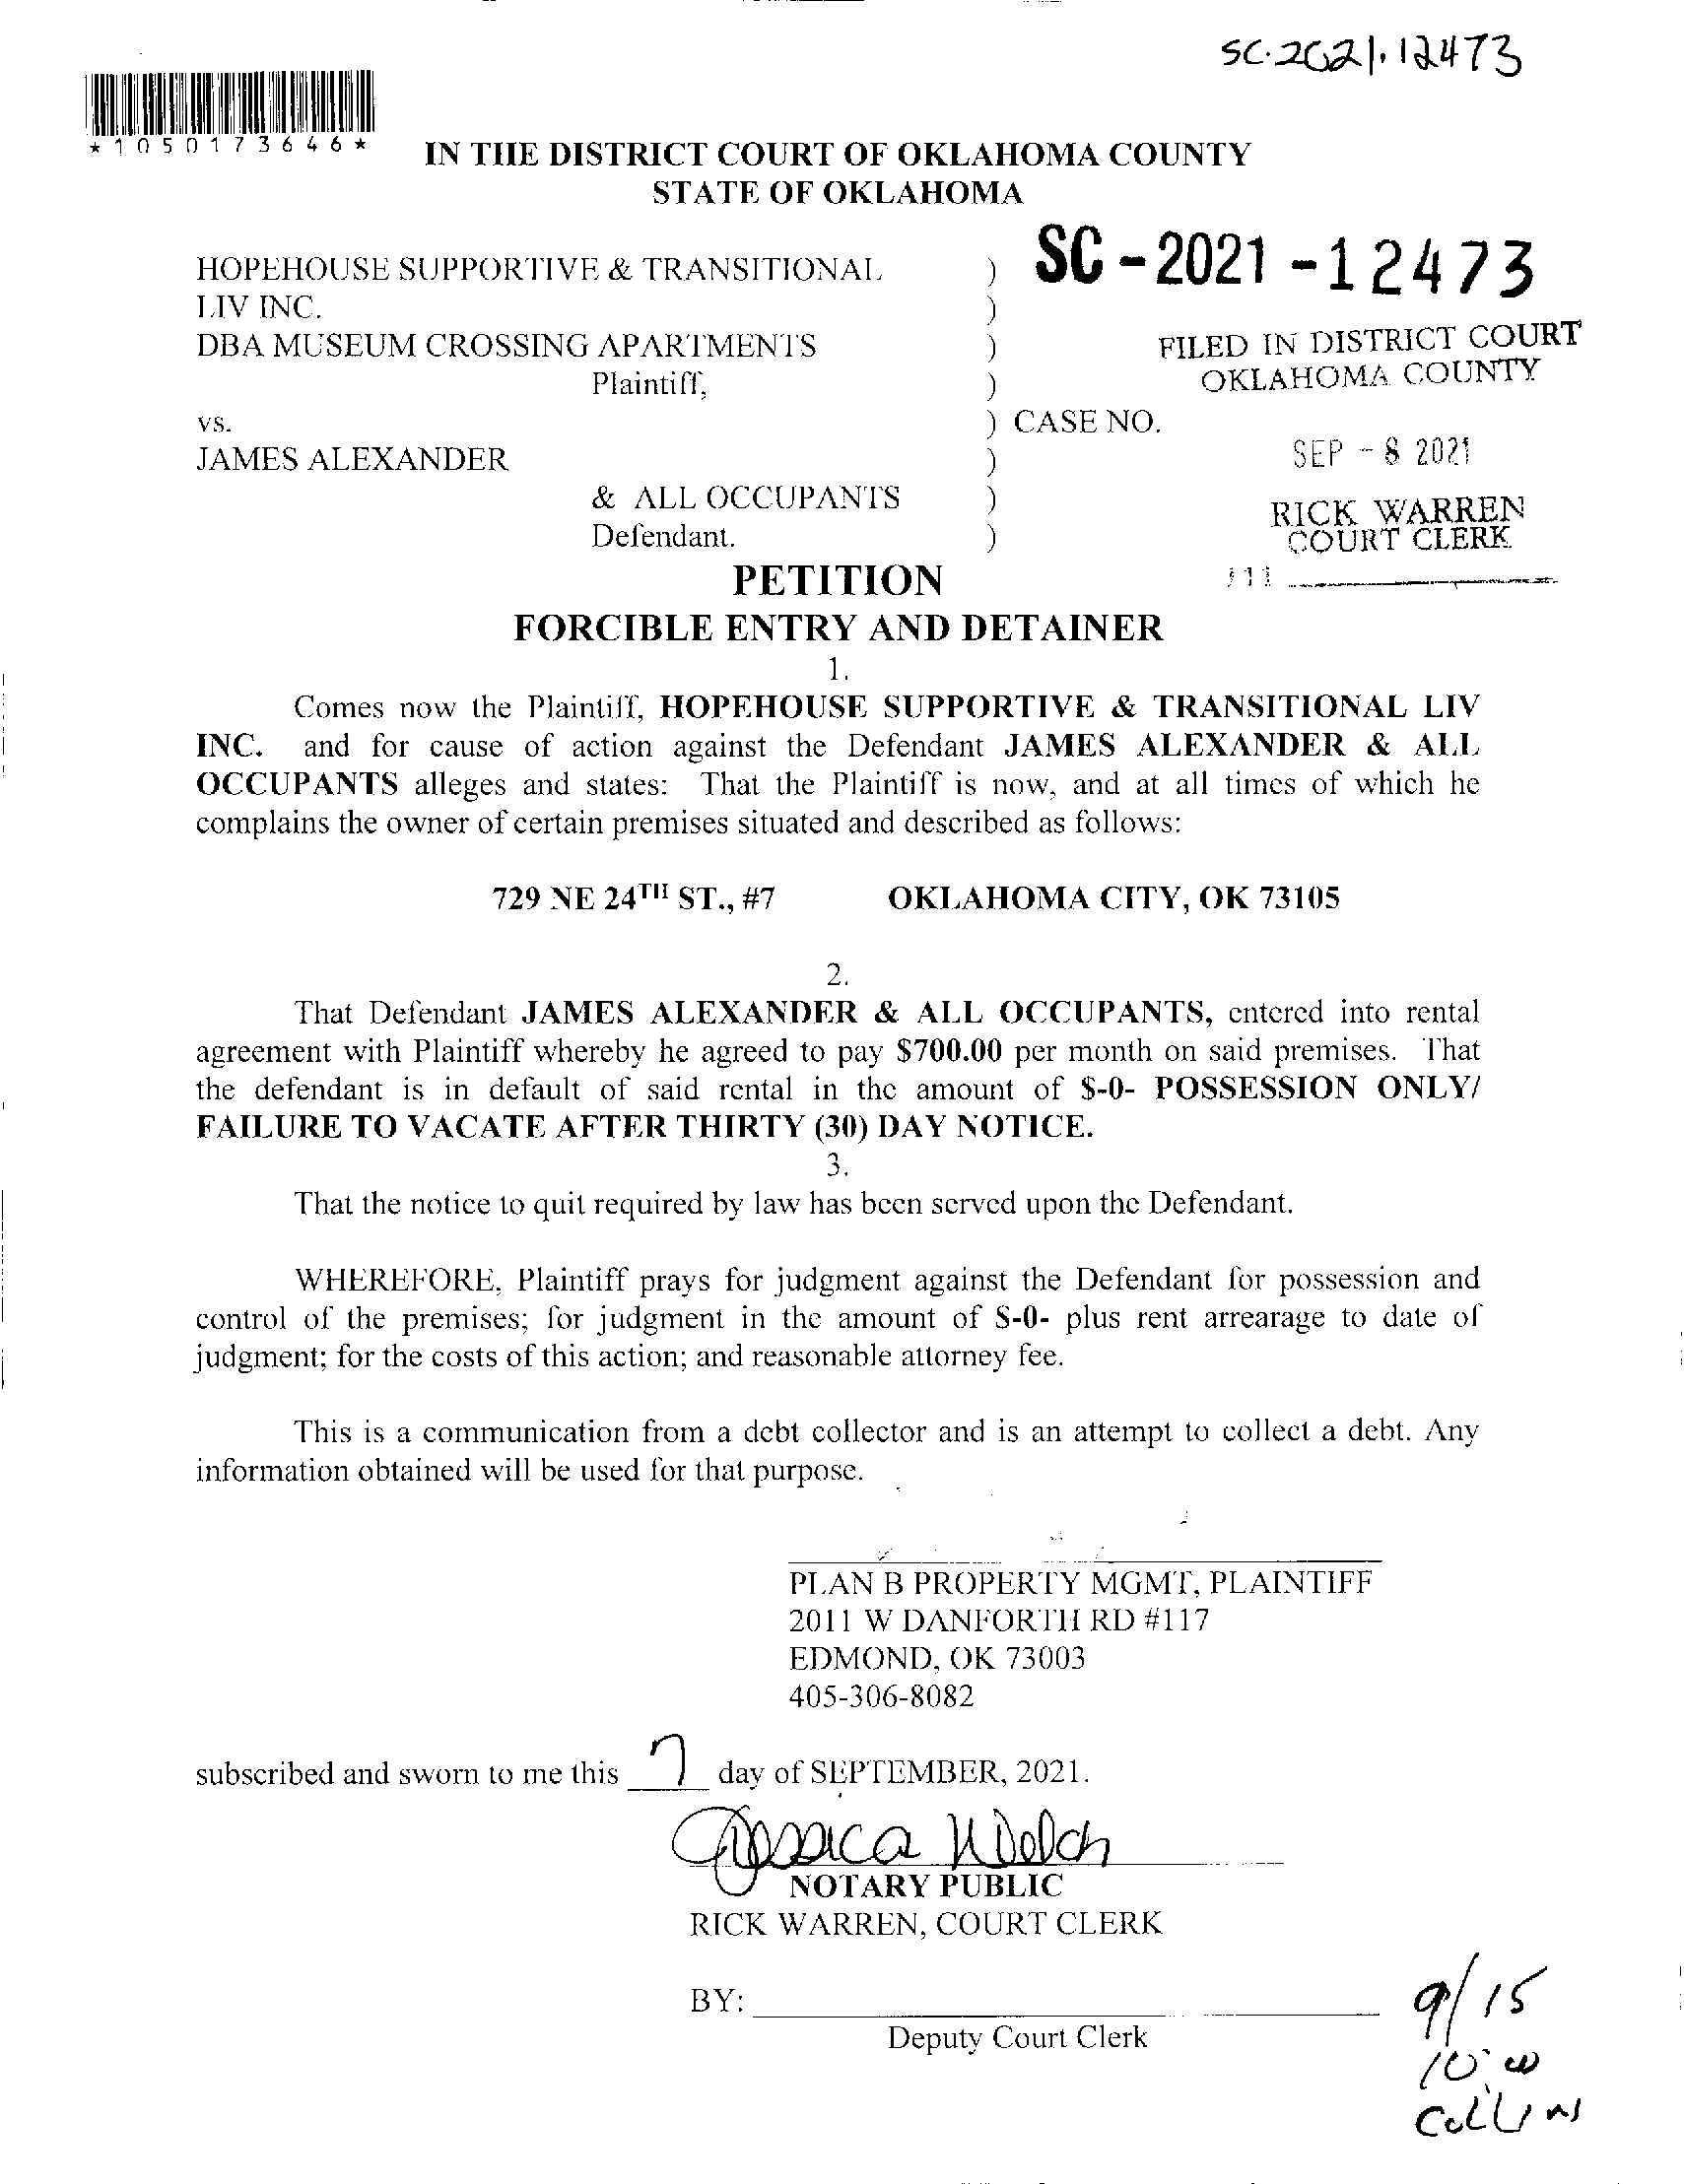 SC-2021-12473
*1050173646*
IN THE DISTRICT COURT OF OKLAHOMA COUNTY
STATE OF OKLAHOMA
SC-2021-12473
HOPEHOUSE SUPPORTIVE & TRANSITIONAL )
LIV INC. )
DBA MUSEUM CROSSING APARTMENTS )
Plaintiff, )
FILED IN DISTRICT COURT
OKLAHOMA COUNTY
vs. ) CASE NO.
JAMES ALEXANDER )
SEP - 8 2021
& ALL OCCUPANTS )
Defendant. )
RICK WARREN
COURT CLERK
111
PETITION
FORCIBLE ENTRY AND DETAINER
1.
Comes now the Plaintiff, HOPEHOUSE SUPPORTIVE & TRANSITIONAL LIV
INC. and for cause of action against the Defendant JAMES ALEXANDER & ALL
OCCUPANTS alleges and states: That the Plaintiff is now, and at all times of which he
complains the owner of certain premises situated and described as follows:
729 NE 24TH ST., #7 OKLAHOMA CITY, OK 73105
2.
That Defendant JAMES ALEXANDER & ALL OCCUPANTS, entered into rental
agreement with Plaintiff whereby he agreed to pay $700.00 per month on said premises. That
the defendant is in default of said rental in the amount of $-0- POSSESSION ONLY/
FAILURE TO VACATE AFTER THIRTY (30) DAY NOTICE.
3.
That the notice to quit required by law has been served upon the Defendant.
WHEREFORE, Plaintiff prays for judgment against the Defendant for possession and
control of the premises; for judgment in the amount of $-0- plus rent arrearage to date of
judgment; for the costs of this action; and reasonable attorney fee.
This is a communication from a debt collector and is an attempt to collect a debt. Any
information obtained will be used for that purpose.
PLAN B PROPERTY MGMT, PLAINTIFF
2011 W DANFORTH RD #117
EDMOND, OK 73003
405-306-8082
subscribed and sworn to me this 7 day of SEPTEMBER, 2021.
Jessica Welch
NOTARY PUBLIC
RICK WARREN, COURT CLERK
BY:
Deputy Court Clerk
9/15
10:00
Collins